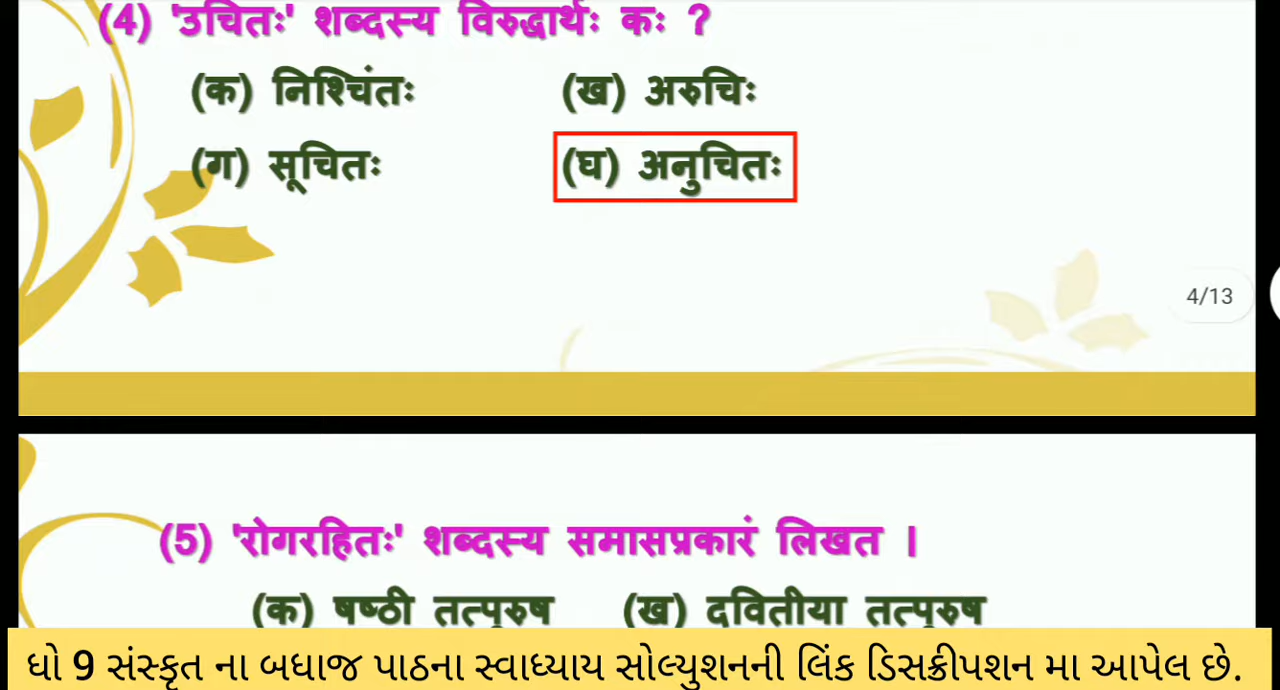 (4) 'उचितः' शब्दस्य विरुद्धार्थः कः ?
(क) निश्चिंतः (ख) अरुचिः
(ग) सूचितः (घ) अनुचितः
4/13
(5) 'रोगरहितः' शब्दस्य समासप्रकारं लिखत ।
(क) षष्ठी तत्पुरुष (ख) दवितीया तत्पुरुष
ધો 9 સંસ્કૃત ના બધાજ પાઠના સ્વાધ્યાય સોલ્યુશનની લિંક ડિસક્રીપશન મા આપેલ છે.